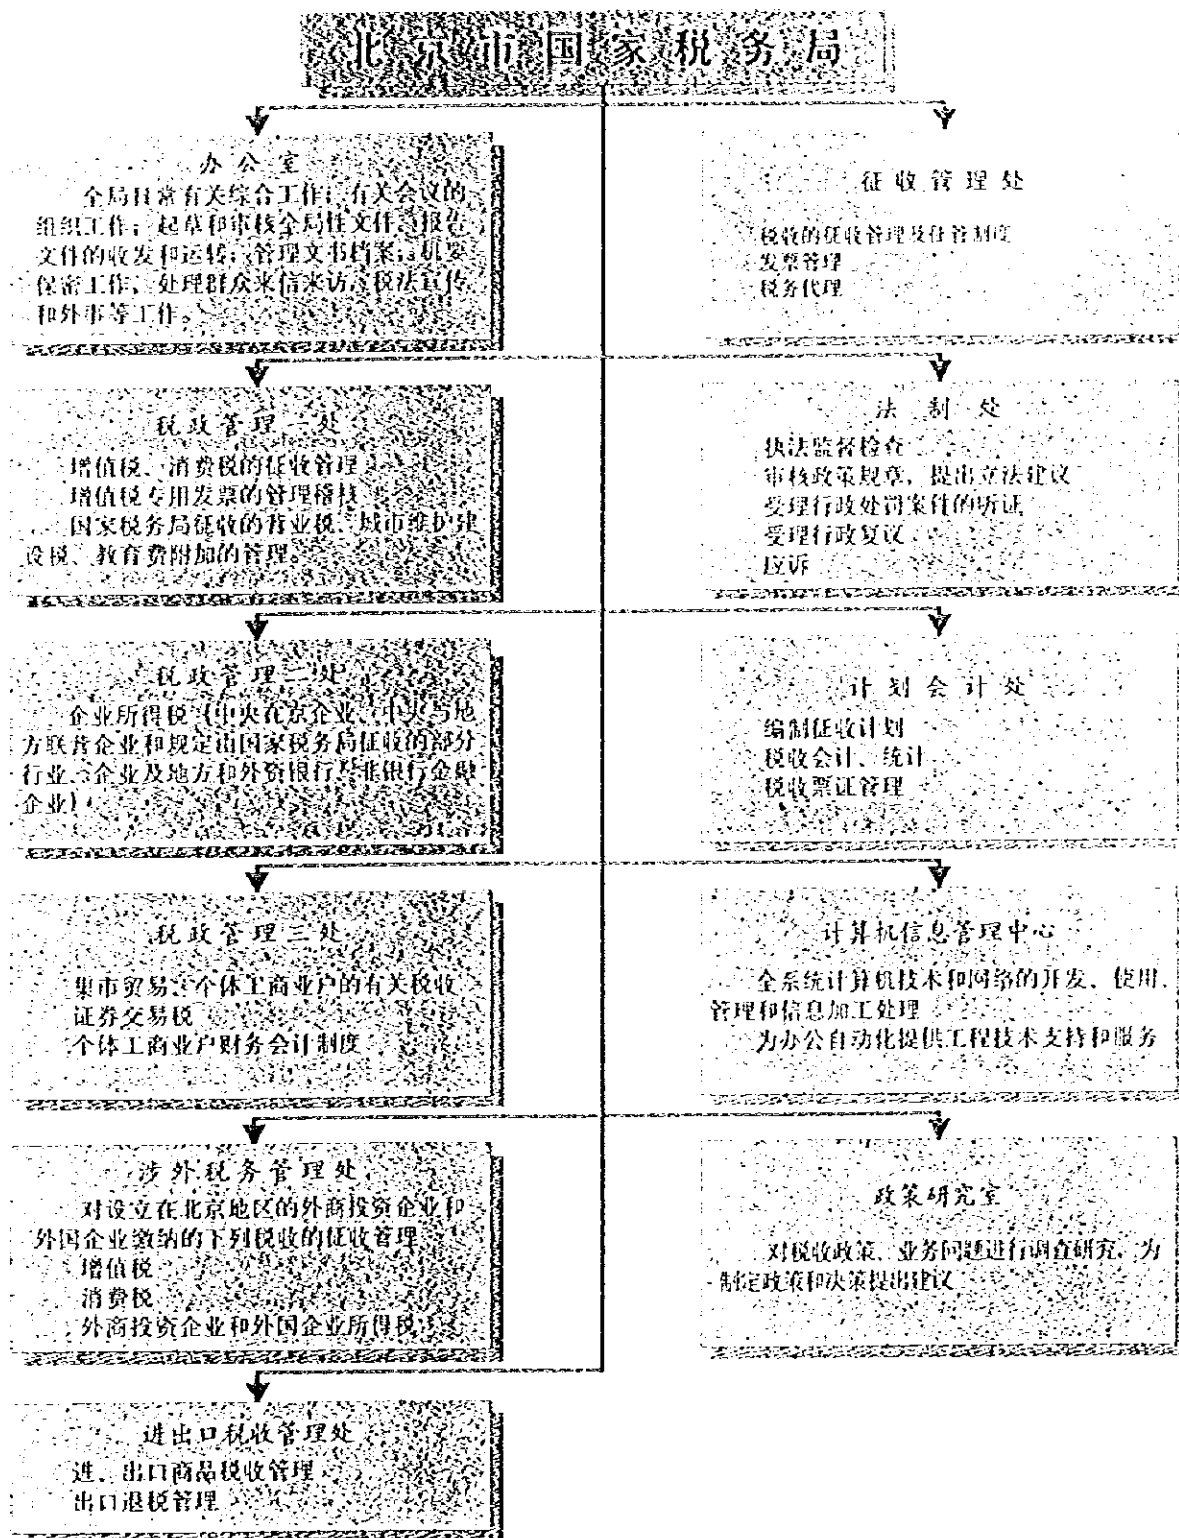 北京市国家税务局
办公室
全局日常有关综合工作；有关会议的
组织工作；起草和审核全局性文件、报告
文件的收发和运转；管理文书档案；机要
保密工作，处理群众来信来访、税法宣传
和外事等工作。
税政管理一处
增值税、消费税的征收管理
增值税专用发票的管理稽核
国家税务局征收的营业税、城市维护建
设税、教育费附加的管理。
税政管理二处
企业所得税（中央在京企业、中央与地
方联营企业和规定由国家税务局征收的部分
行业、企业及地方和外资银行、非银行金融
企业）
税政管理三处
集市贸易、个体工商业户的有关税收
证券交易税
个体工商业户财务会计制度
涉外税务管理处
对设立在北京地区的外商投资企业和
外国企业缴纳的下列税收的征收管理
增值税
消费税
外商投资企业和外国企业所得税
进出口税收管理处
进、出口商品税收管理
出口退税管理
征收管理处
税收的征收管理及征管制度
发票管理
税务代理
法制处
执法监督检查
审核政策规章，提出立法建议
受理行政处罚案件的听证
受理行政复议
应诉
计划会计处
编制征收计划
税收会计、统计
税收票证管理
计算机信息管理中心
全系统计算机技术和网络的开发、使用、
管理和信息加工处理
为办公自动化提供工程技术支持和服务
政策研究室
对税收政策、业务问题进行调查研究，为
制定政策和决策提出建议